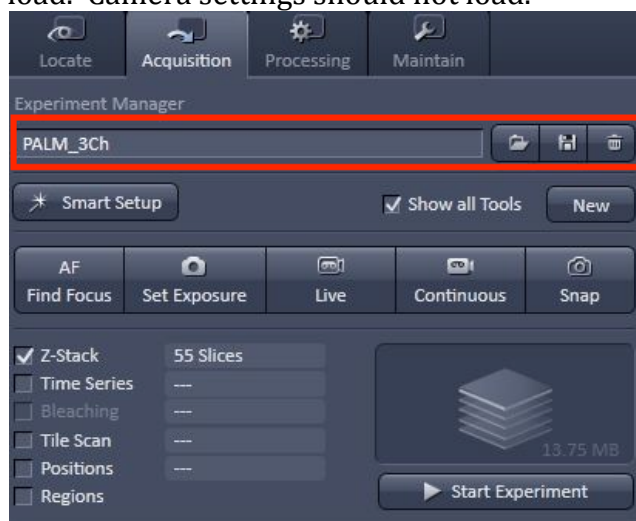 load. Camera settings should not load.
Locate Acquisition Processing Maintain
Experiment Manager
PALM_3Ch
Smart Setup Show all Tools New
AF
Find Focus Set Exposure Live Continuous Snap
Z-Stack 55 Slices
Time Series ---
Bleaching ---
Tile Scan ---
13.75 MB
Positions ---
Regions Start Experiment